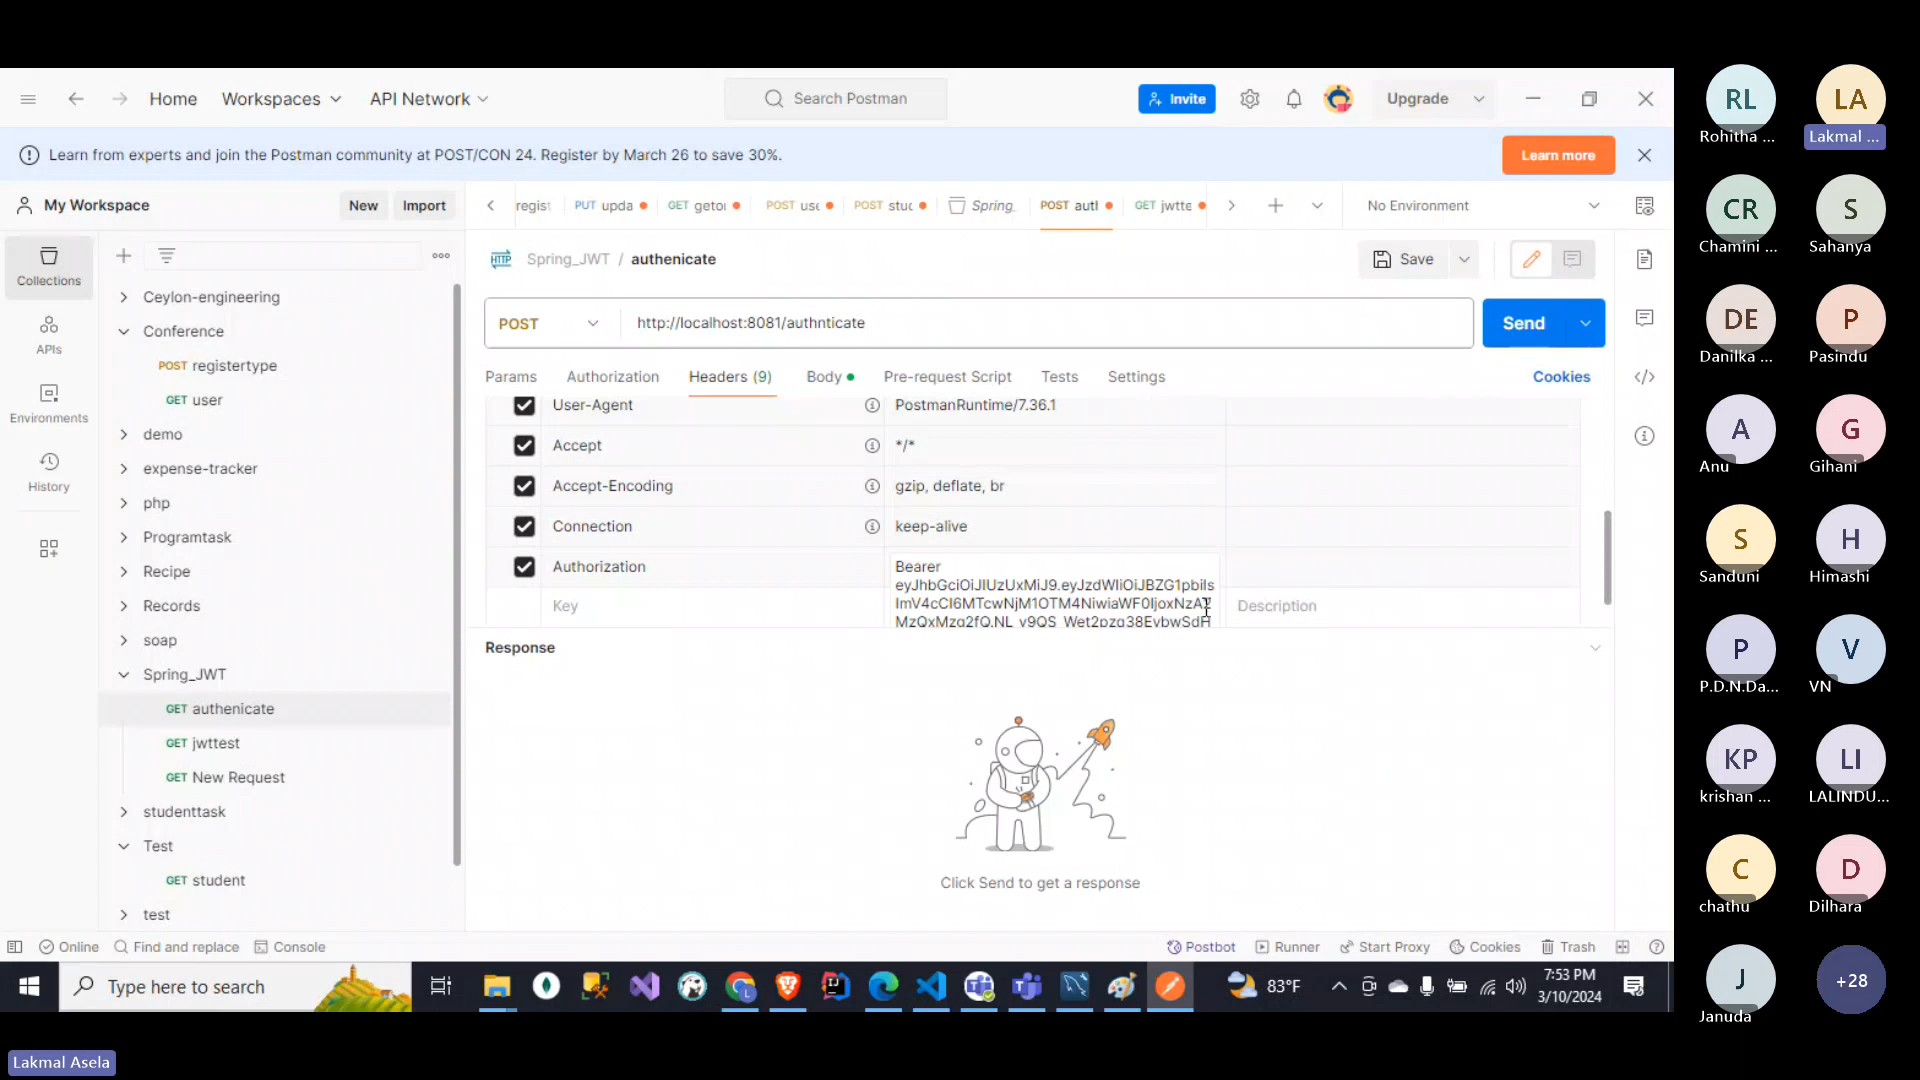 Home
Workspaces
API Network
Search Postman
Invite
Upgrade
Learn from experts and join the Postman community at POST/CON 24. Register by March 26 to save 30%.
Learn more
My Workspace
New
Import
regist
PUT upda
GET getor
POST use
POST stuc
Spring_
POST autl
GET jwtte
No Environment
Collections
APIs
Environments
History
Ceylon-engineering
Conference
POST registertype
GET user
demo
expense-tracker
php
Programtask
Recipe
Records
soap
Spring_JWT
GET authenicate
GET jwttest
GET New Request
studenttask
Test
GET student
test
HTTP Spring_JWT / authenicate
Save
POST
http://localhost:8081/authnticate
Send
Params
Authorization
Headers (9)
Body
Pre-request Script
Tests
Settings
Cookies
User-Agent
PostmanRuntime/7.36.1
Accept
*/*
Accept-Encoding
gzip, deflate, br
Connection
keep-alive
Authorization
Bearer
Key
Description
Response
Click Send to get a response
Online
Find and replace
Console
Postbot
Runner
Start Proxy
Cookies
Trash
Type here to search
83°F
7:53 PM
3/10/2024
RL
Rohitha ...
LA
Lakmal ...
CR
Chamini ...
S
Sahanya
DE
Danilka ...
P
Pasindu
A
Anu
G
Gihani
S
Sanduni
H
Himashi
P
P.D.N.Da...
V
VN
KP
krishan ...
LI
LALINDU...
C
chathu
D
Dilhara
J
Januda
+28
Lakmal Asela